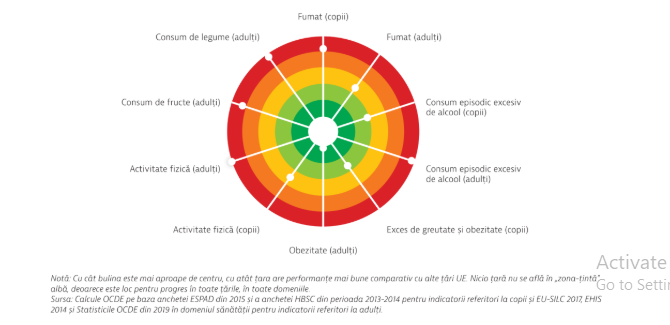 Fumat (copii)
Consum de legume (adulți)
Fumat (adulți)
Consum de fructe (adulți)
Consum episodic excesiv
de alcool (copii)
Activitate fizică (adulți)
Consum episodic excesiv
de alcool (adulți)
Activitate fizică (copii)
Exces de greutate și obezitate (copii)
Obezitate (adulți)
Notă: Cu cât bulina este mai aproape de centru, cu atât țara are performanțe mai bune comparativ cu alte țări UE. Nicio țară nu se află în „zona-țintă”
albă, deoarece este loc pentru progres în toate țările, în toate domeniile.
Sursa: Calcule OCDE pe baza anchetei ESPAD din 2015 și a anchetei HBSC din perioada 2013-2014 pentru indicatorii referitori la copii și EU-SILC 2017, EHIS
2014 și Statisticile OCDE din 2019 în domeniul sănătății pentru indicatorii referitori la adulți.
Activate
Go to Settin